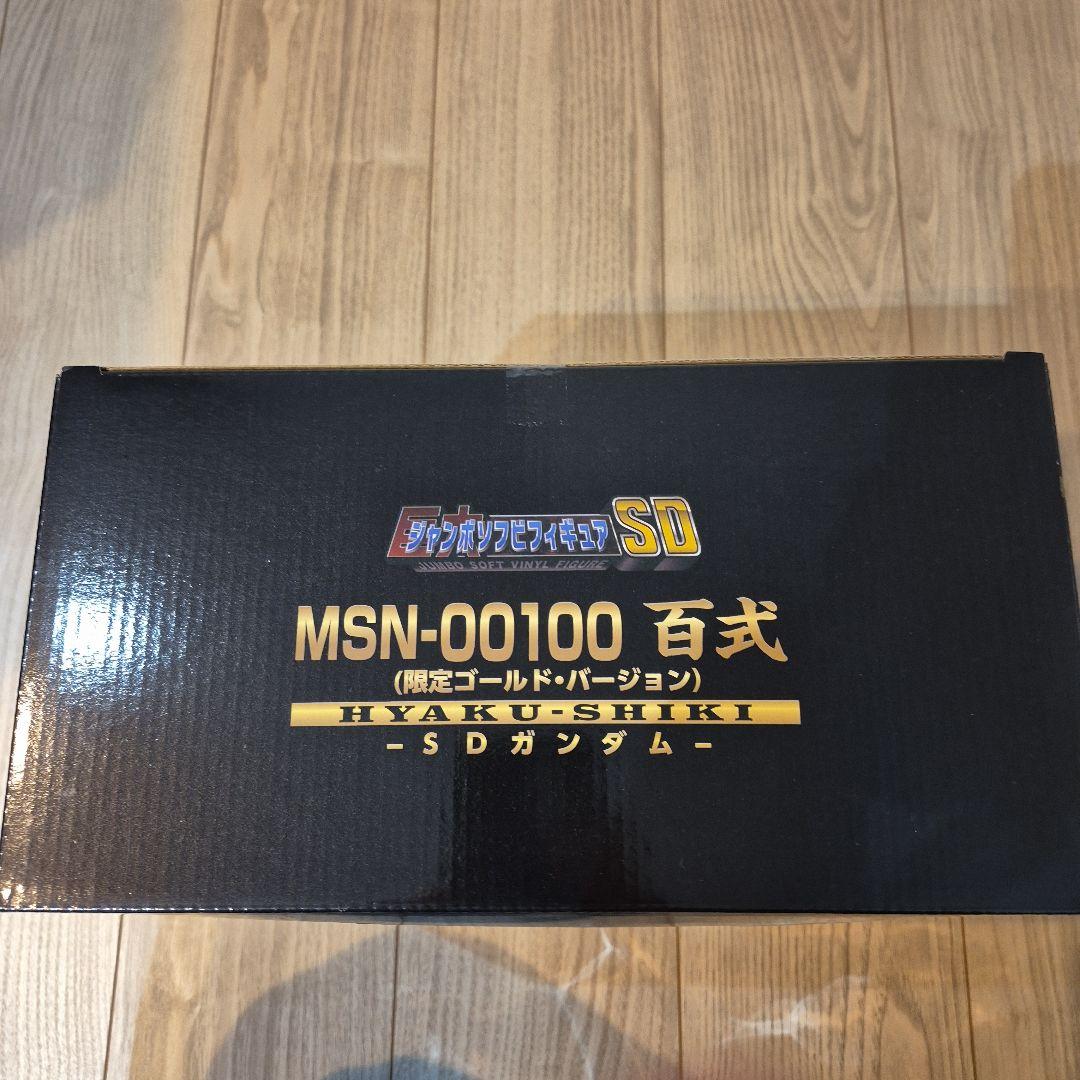 巨大ジャンボソフビフィギュアSD
JUMBO SOFT VINYL FIGURE
MSN-00100 百式
(限定ゴールド・バージョン)
HYAKU-SHIKI
–SDガンダム–